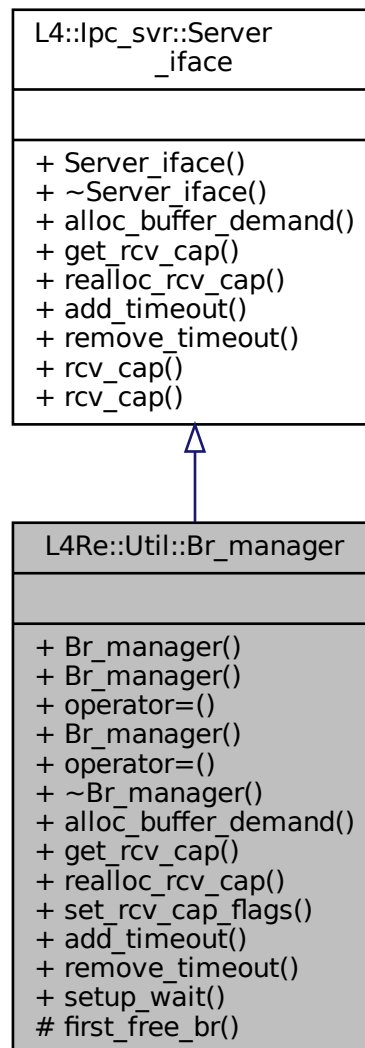 L4::Ipc_svr::Server
_iface
+ Server_iface()
+ ~Server_iface()
+ alloc_buffer_demand()
+ get_rcv_cap()
+ realloc_rcv_cap()
+ add_timeout()
+ remove_timeout()
+ rcv_cap()
+ rcv_cap()
L4Re::Util::Br_manager
+ Br_manager()
+ Br_manager()
+ operator=()
+ Br_manager()
+ operator=()
+ ~Br_manager()
+ alloc_buffer_demand()
+ get_rcv_cap()
+ realloc_rcv_cap()
+ set_rcv_cap_flags()
+ add_timeout()
+ remove_timeout()
+ setup_wait()
# first_free_br()